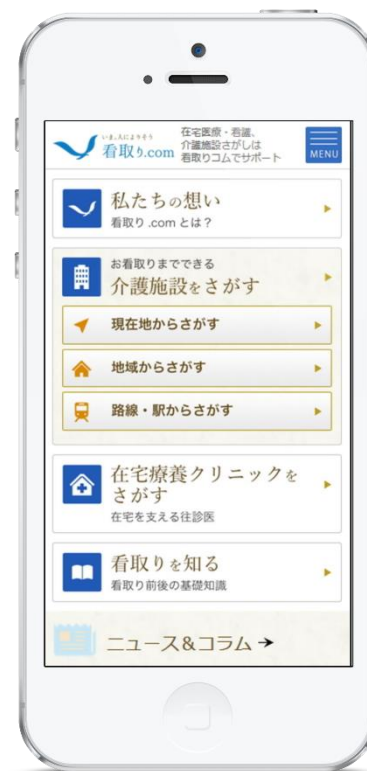 いま、人によりそう
看取り.com
在宅医療・看護、
介護施設さがしは
看取りコムでサポート
MENU
私たちの想い
看取り.comとは？
お看取りまでできる
介護施設をさがす
現在地からさがす
地域からさがす
路線・駅からさがす
在宅療養クリニックを
さがす
在宅を支える往診医
看取りを知る
看取り前後の基礎知識
ニュース&コラム→